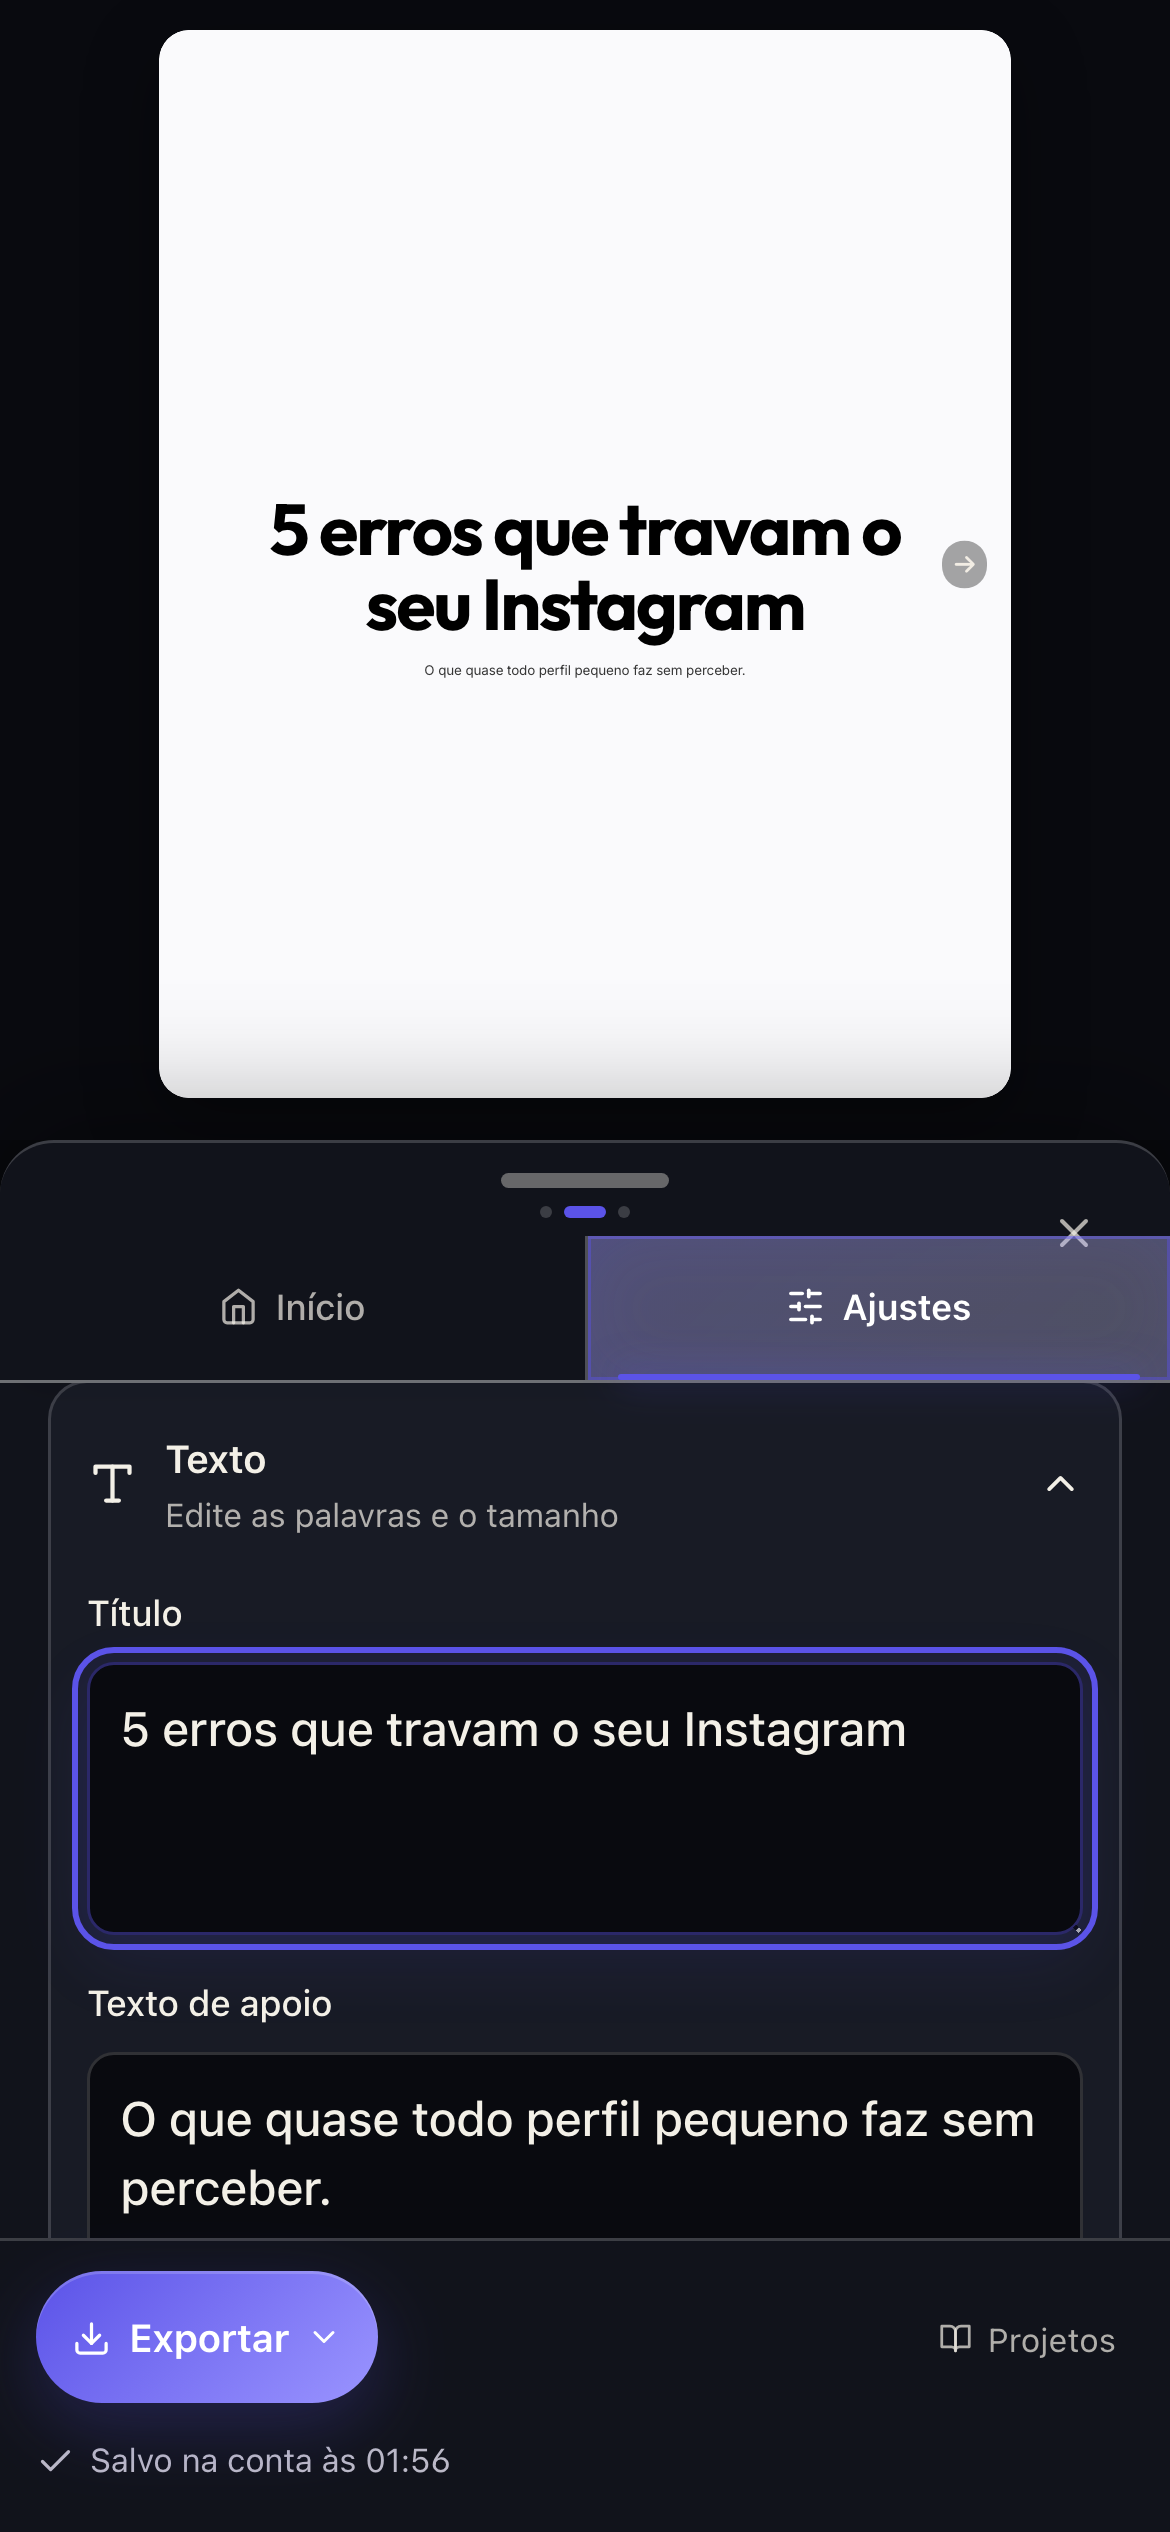 5 erros que travam o
seu Instagram
O que quase todo perfil pequeno faz sem perceber.
Início
Ajustes
Texto
Edite as palavras e o tamanho
Título
5 erros que travam o seu Instagram
Texto de apoio
O que quase todo perfil pequeno faz sem
perceber.
Exportar
Projetos
Salvo na conta às 01:56